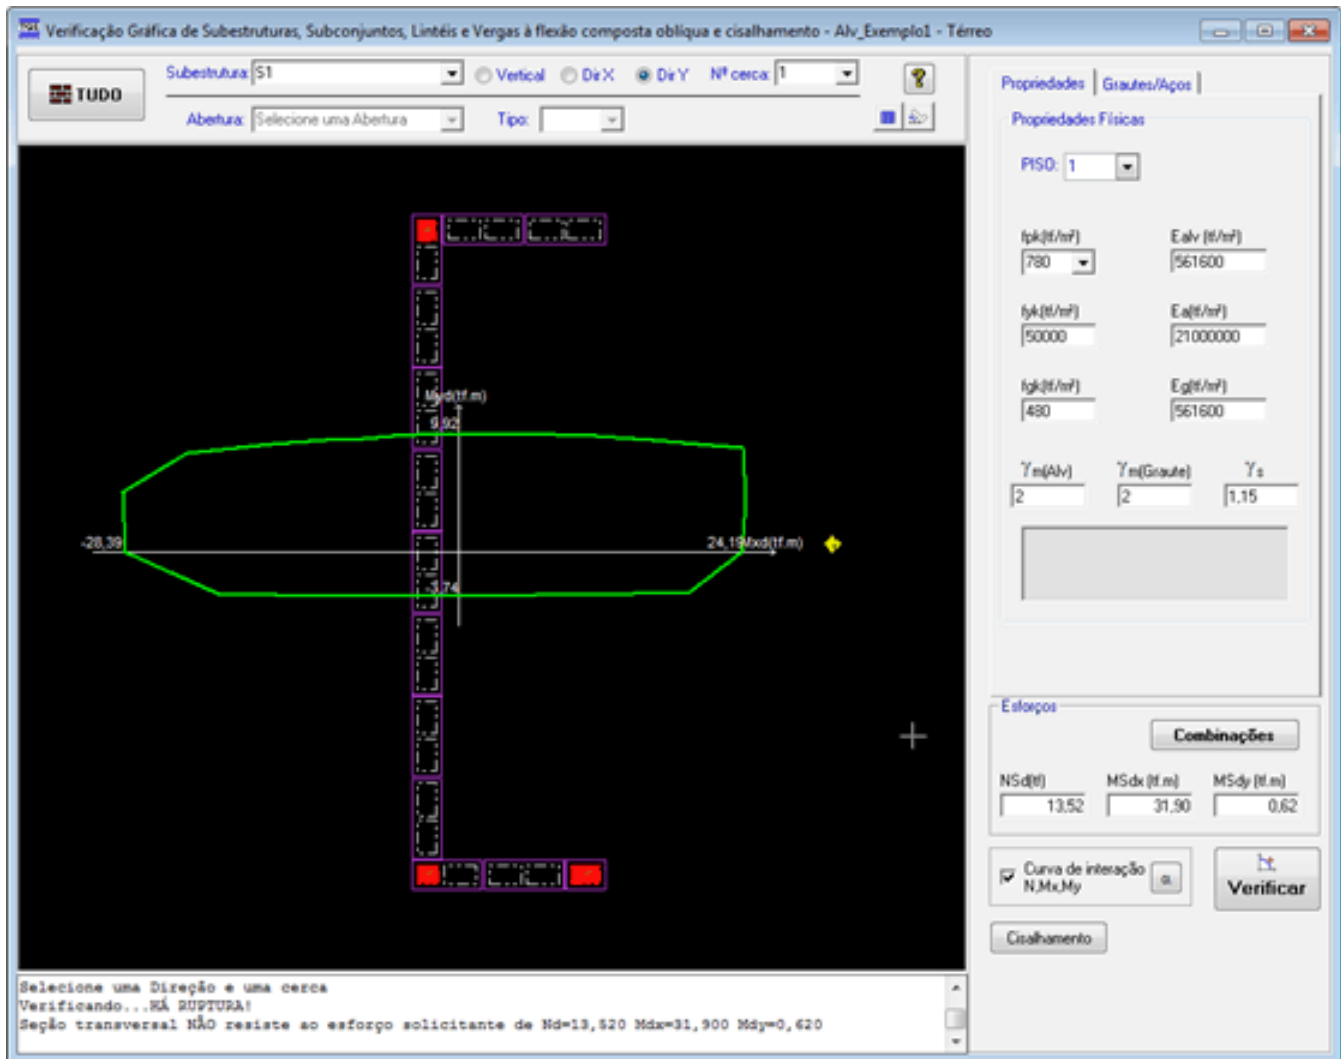 Verificação Gráfica de Subestruturas, Subconjuntos, Lintéis e Vergas à flexão composta oblíqua e cisalhamento - Alv_Exemplo1 - Térreo
TUDO
Subestrutura: S1
Vertical
Dir X
Dir Y
Nº cerca: 1
?
Abertura: Selecione uma Abertura
Tipo:
Propriedades
Grautes/Aços
Propriedades Físicas
PISO: 1
fpk(tf/m²)
Ealv (tf/m²)
780
561600
fyk(tf/m²)
Ea(tf/m²)
50000
21000000
fgk(tf/m²)
Eg(tf/m²)
480
561600
γm(Alv)
γm(Graute)
γs
2
2
1,15
Myd(tf.m)
9,92
-28,39
24,19
Mxd(tf.m)
-3,74
Esforços
Combinações
NSd(tf)
MSdx (tf.m)
MSdy (tf.m)
13,52
31,90
0,62
Curva de interação
N,Mx,My
α
Verificar
Cisalhamento
Selecione uma Direção e uma cerca
Verificando...HÁ RUPTURA!
Seção transversal NÃO resiste ao esforço solicitante de Nd=13,520 Mdx=31,900 Mdy=0,620